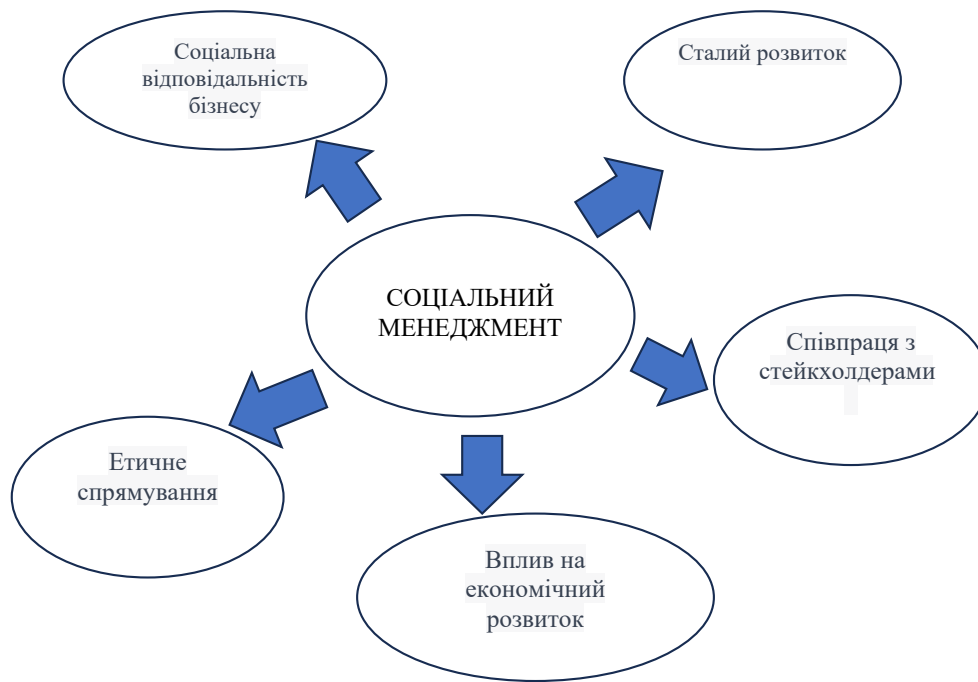 Соціальна
відповідальність
бізнесу
Сталий розвиток
СОЦІАЛЬНИЙ
МЕНЕДЖМЕНТ
Співпраця з
стейкхолдерами
Етичне
спрямування
Вплив на
економічний
розвиток